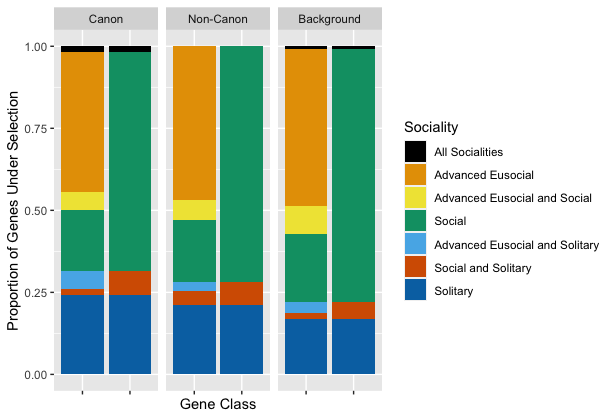 Canon
Non-Canon
Background
1.00
0.75
0.50
0.25
0.00
Proportion of Genes Under Selection
Gene Class
Sociality
All Socialities
Advanced Eusocial
Advanced Eusocial and Social
Social
Advanced Eusocial and Solitary
Social and Solitary
Solitary